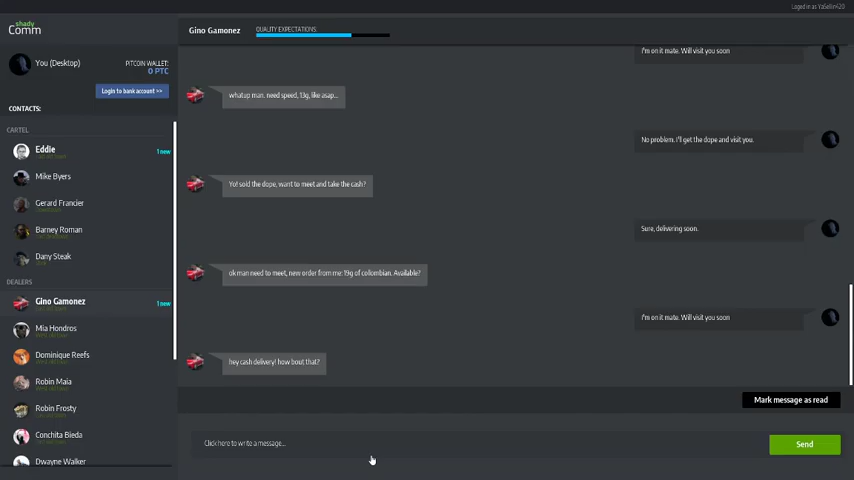 Loged in as YaSellin420
shady
Comm
You (Desktop)
PITCOIN WALLET:
0 PTC
Login to bank account >>
CONTACTS:
CARTEL
Eddie
1 new
Mike Byers
Gerard Francier
Barney Roman
Dany Steak
DEALERS
Gino Gamonez
1 new
Mia Hondros
Dominique Reefs
Robin Maia
Robin Frosty
Conchita Bieda
Dwayne Walker
Gino Gamonez
QUALITY EXPECTATIONS:
I'm on it mate. Will visit you soon
whatup man. need speed, 13g, like asap...
No problem. I'll get the dope and visit you.
Yo! sold the dope, want to meet and take the cash?
Sure, delivering soon.
ok man need to meet, new order from me: 19g of collombian. Available?
I'm on it mate. Will visit you soon
hey cash delivery! how bout that?
Mark message as read
Click here to write a message...
Send